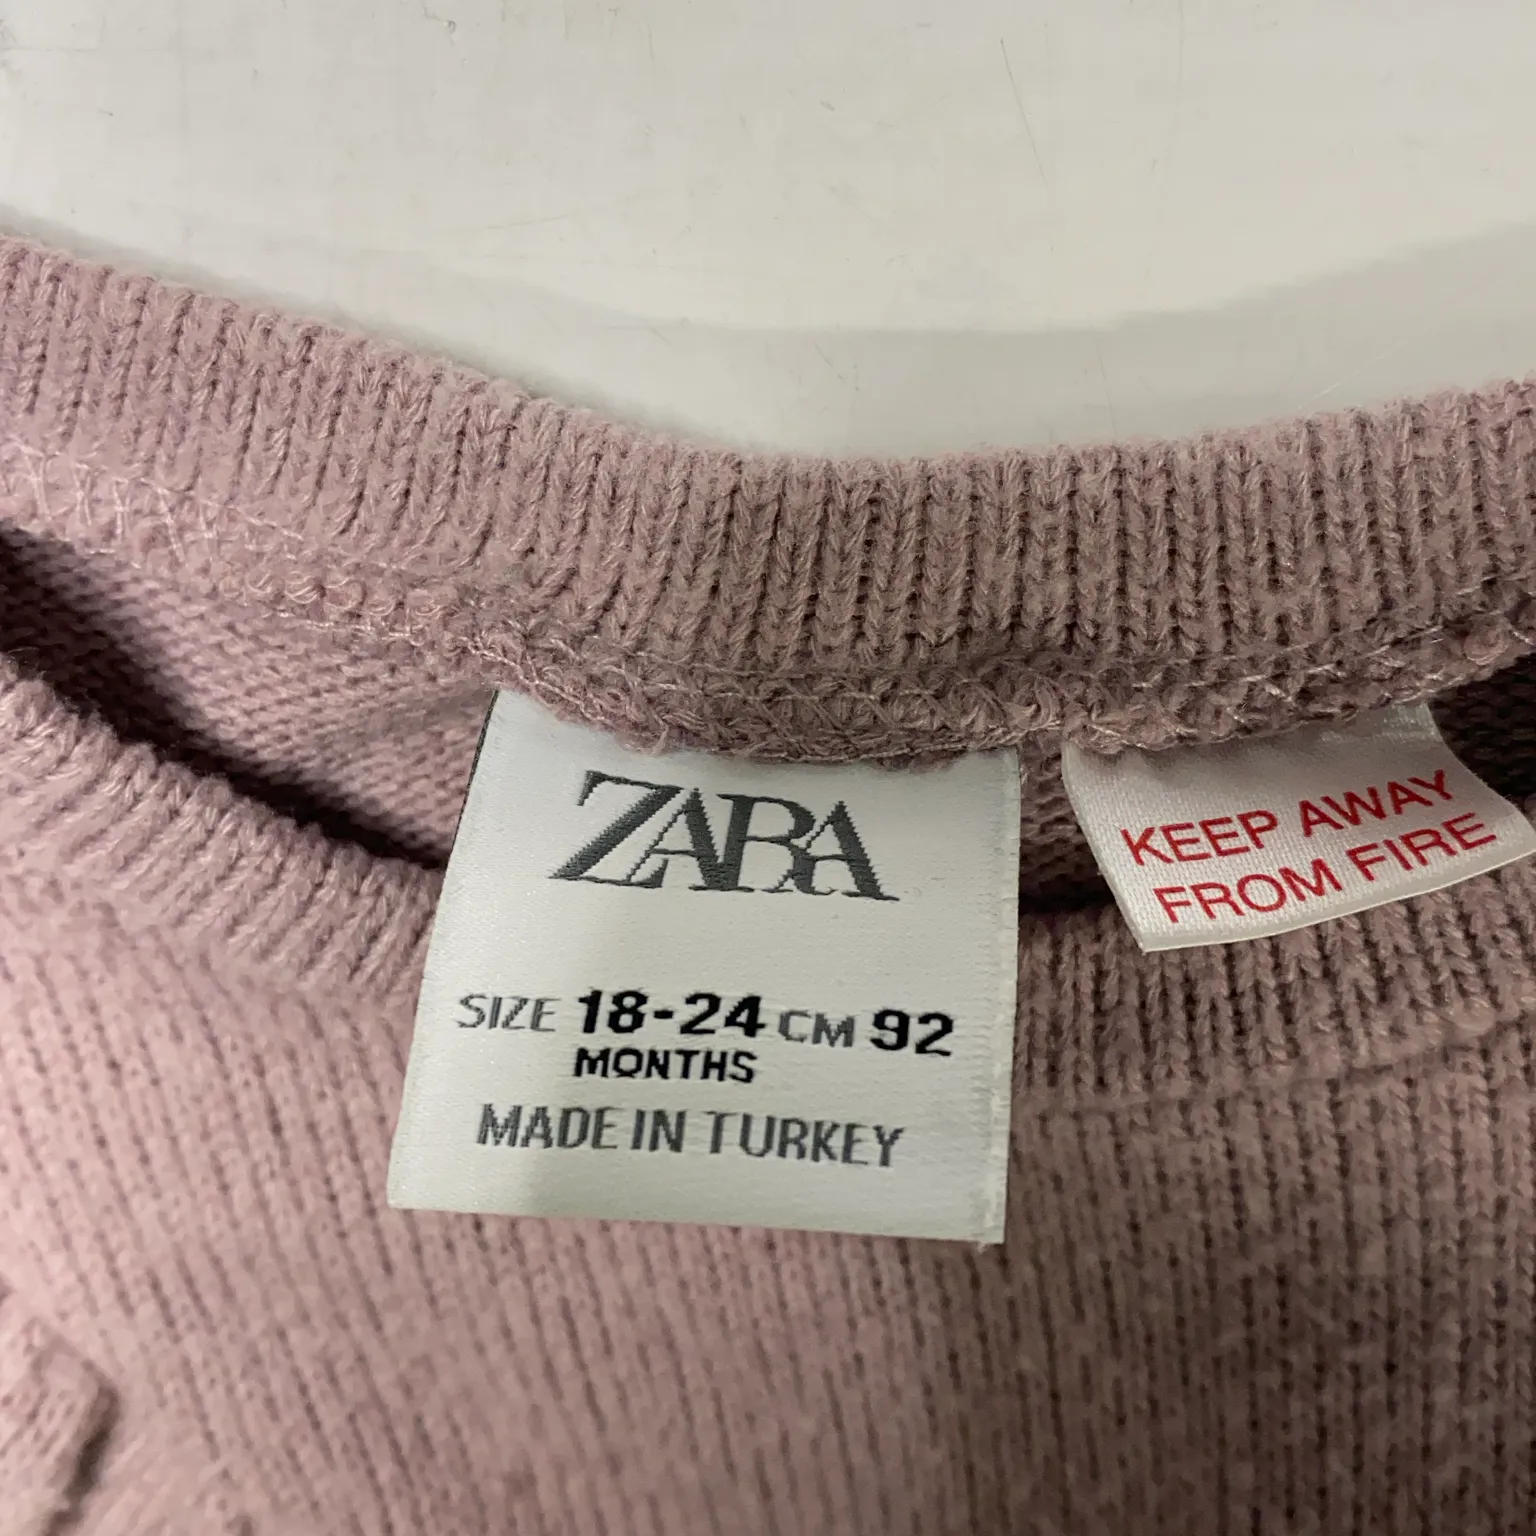 ZARA
SIZE 18-24 CM 92
MONTHS
MADE IN TURKEY
KEEP AWAY
FROM FIRE